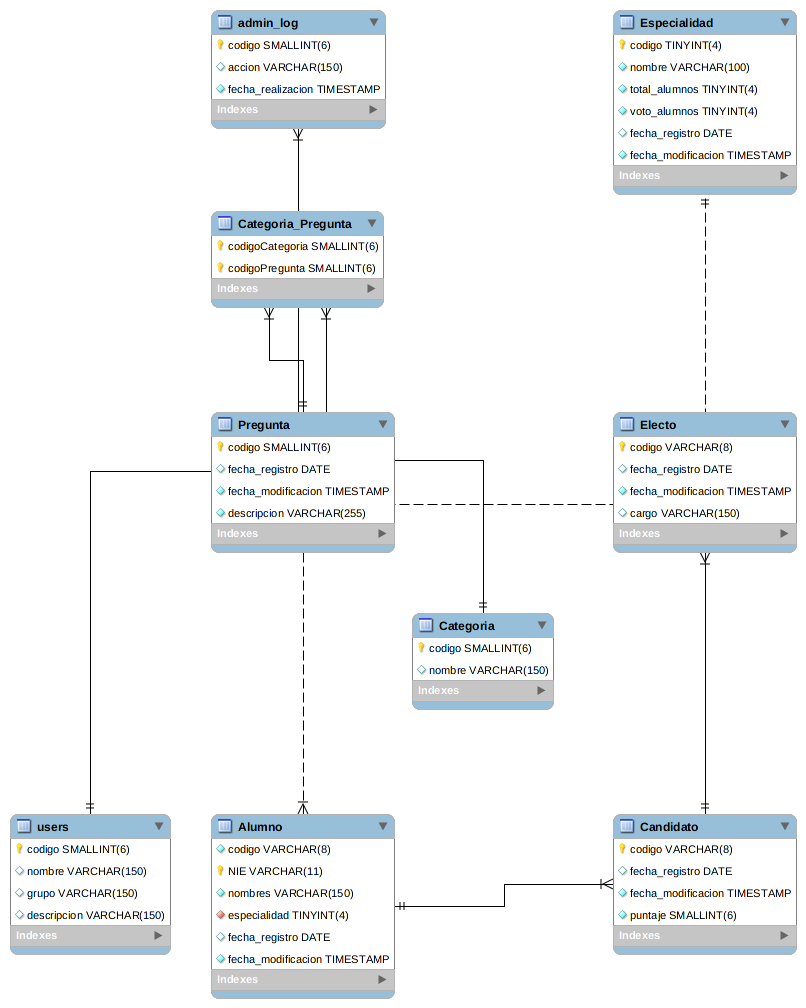 admin_log
codigo SMALLINT(6)
accion VARCHAR(150)
fecha_realizacion TIMESTAMP
Indexes
Especialidad
codigo TINYINT(4)
nombre VARCHAR(100)
total_alumnos TINYINT(4)
voto_alumnos TINYINT(4)
fecha_registro DATE
fecha_modificacion TIMESTAMP
Indexes
Categoria_Pregunta
codigoCategoria SMALLINT(6)
codigoPregunta SMALLINT(6)
Indexes
Pregunta
codigo SMALLINT(6)
fecha_registro DATE
fecha_modificacion TIMESTAMP
descripcion VARCHAR(255)
Indexes
Electo
codigo VARCHAR(8)
fecha_registro DATE
fecha_modificacion TIMESTAMP
cargo VARCHAR(150)
Indexes
Categoria
codigo SMALLINT(6)
nombre VARCHAR(150)
Indexes
users
codigo SMALLINT(6)
nombre VARCHAR(150)
grupo VARCHAR(150)
descripcion VARCHAR(150)
Indexes
Alumno
codigo VARCHAR(8)
NIE VARCHAR(11)
nombres VARCHAR(150)
especialidad TINYINT(4)
fecha_registro DATE
fecha_modificacion TIMESTAMP
Indexes
Candidato
codigo VARCHAR(8)
fecha_registro DATE
fecha_modificacion TIMESTAMP
puntaje SMALLINT(6)
Indexes